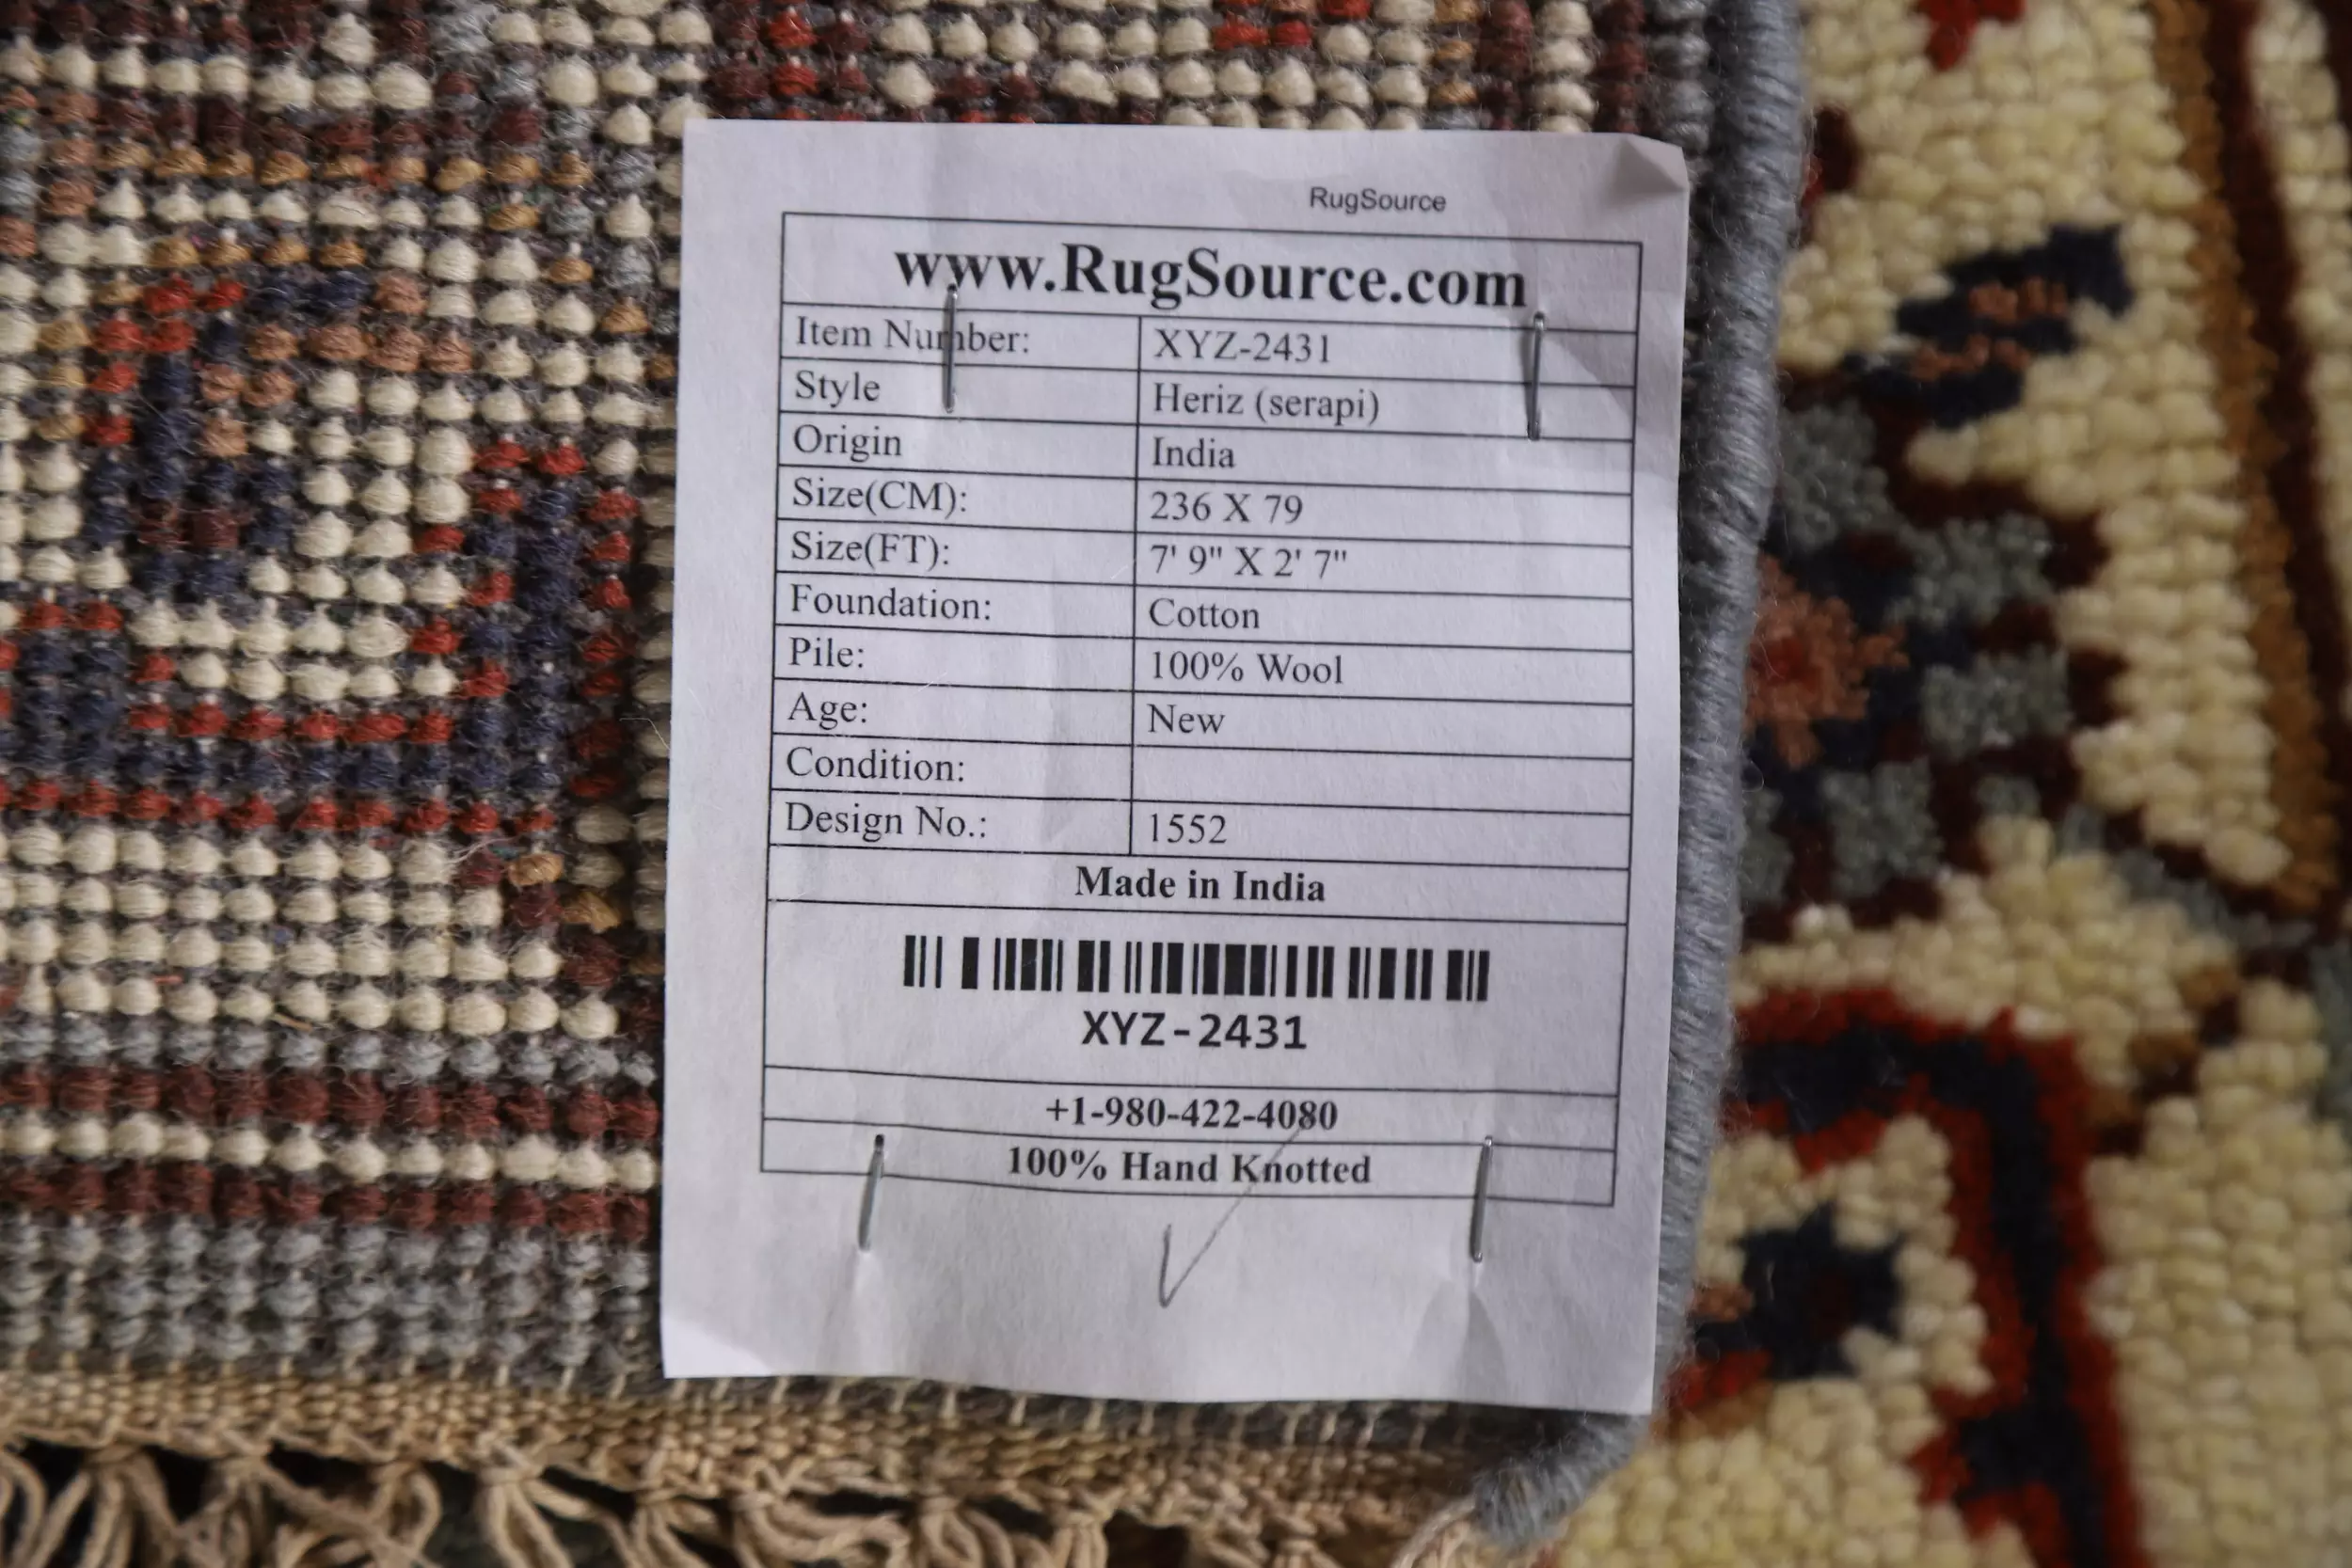 RugSource
www.RugSource.com
Item Number: XYZ-2431
Style Heriz (serapi)
Origin India
Size(CM): 236 X 79
Size(FT): 7' 9" X 2' 7"
Foundation: Cotton
Pile: 100% Wool
Age: New
Condition:
Design No.: 1552
Made in India
XYZ-2431
+1-980-422-4080
100% Hand Knotted